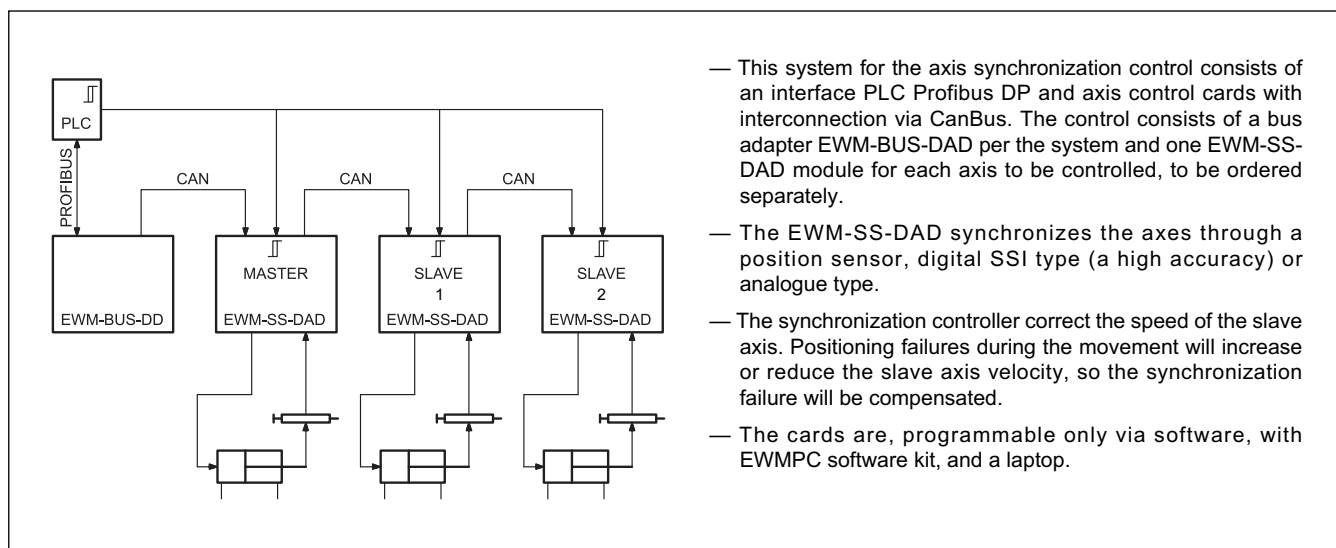 PLC
PROFIBUS
CAN
CAN
CAN
EWM-BUS-DD
MASTER
EWM-SS-DAD
SLAVE
1
EWM-SS-DAD
SLAVE
2
EWM-SS-DAD
— This system for the axis synchronization control consists of
an interface PLC Profibus DP and axis control cards with
interconnection via CanBus. The control consists of a bus
adapter EWM-BUS-DAD per the system and one EWM-SS-
DAD module for each axis to be controlled, to be ordered
separately.
— The EWM-SS-DAD synchronizes the axes through a
position sensor, digital SSI type (a high accuracy) or
analogue type.
— The synchronization controller correct the speed of the slave
axis. Positioning failures during the movement will increase
or reduce the slave axis velocity, so the synchronization
failure will be compensated.
— The cards are, programmable only via software, with
EWMPC software kit, and a laptop.